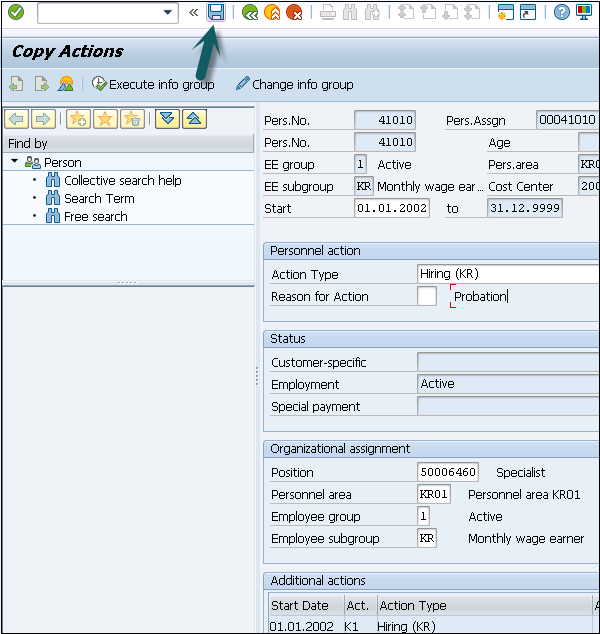 Copy Actions
Execute info group Change info group
Find by
Person
Collective search help
Search Term
Free search
Pers.No. 41010 Pers.Assgn 00041010
Pers.No. 41010 Age
EE group 1 Active Pers.area KR0
EE subgroup KR Monthly wage ear... Cost Center 200
Start 01.01.2002 to 31.12.9999
Personnel action
Action Type Hiring (KR)
Reason for Action Probation
Status
Customer-specific
Employment Active
Special payment
Organizational assignment
Position 50006460 Specialist
Personnel area KR01 Personnel area KR01
Employee group 1 Active
Employee subgroup KR Monthly wage earner
Additional actions
Start Date Act. Action Type
01.01.2002 K1 Hiring (KR)